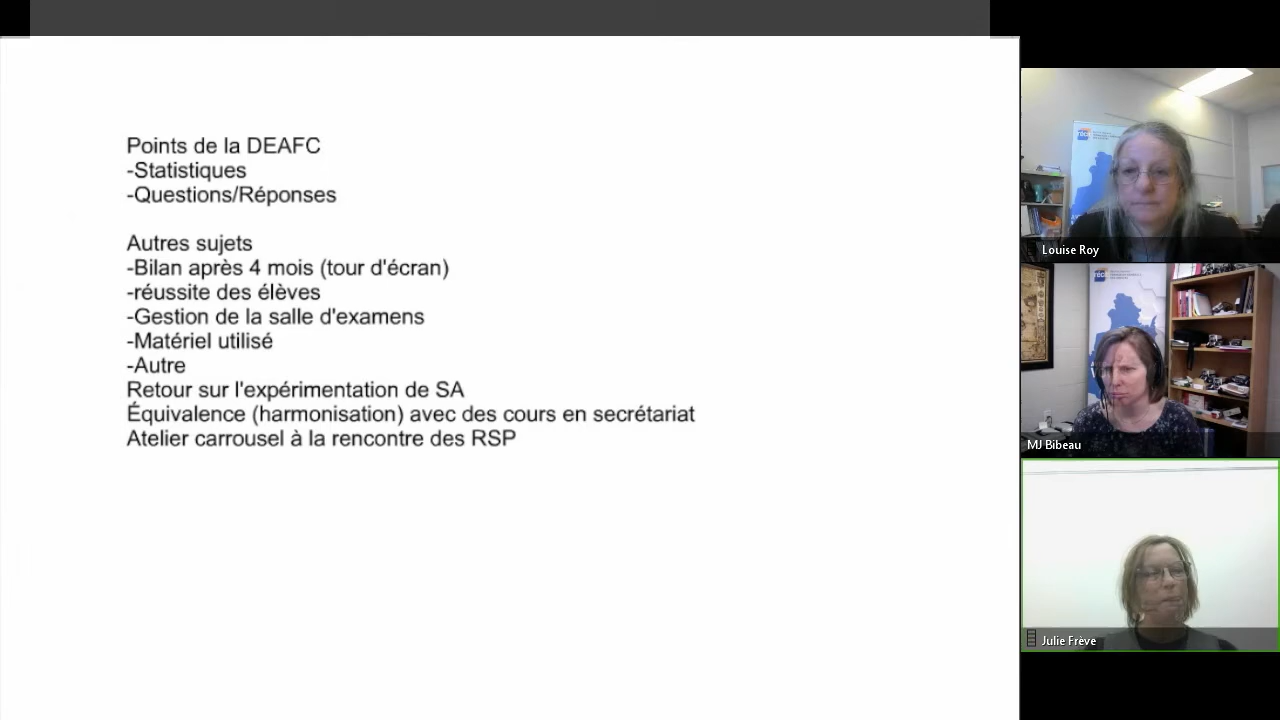 Points de la DEAFC
-Statistiques
-Questions/Réponses
Autres sujets
-Bilan après 4 mois (tour d'écran)
-réussite des élèves
-Gestion de la salle d'examens
-Matériel utilisé
-Autre
Retour sur l'expérimentation de SA
Équivalence (harmonisation) avec des cours en secrétariat
Atelier carrousel à la rencontre des RSP
Louise Roy
MJ Bibeau
Julie Frève